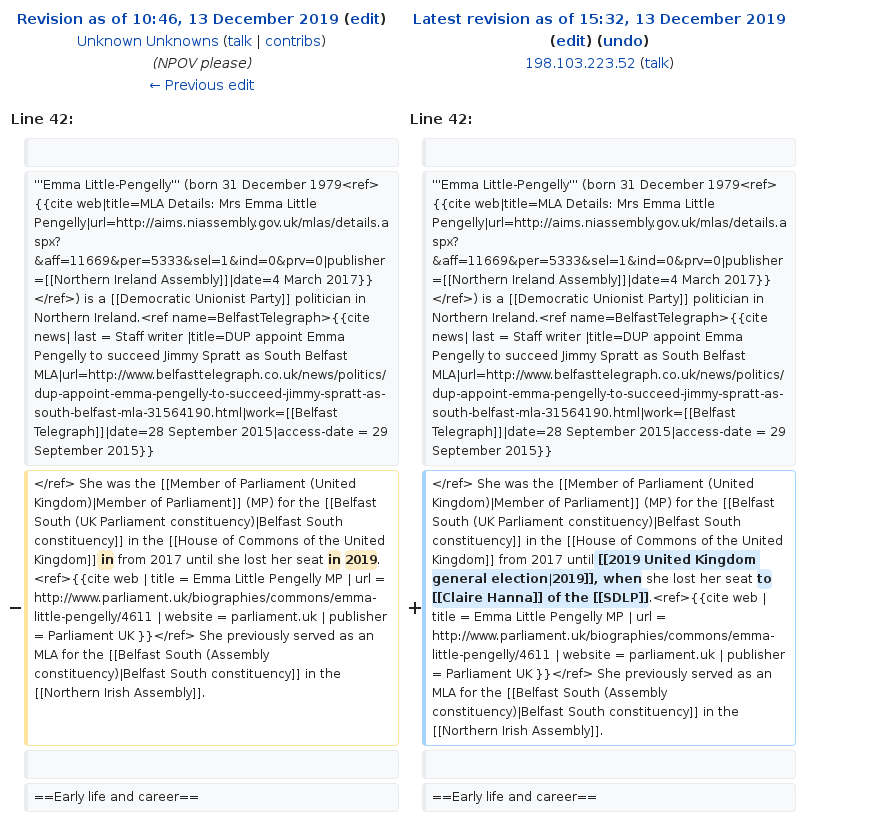 Revision as of 10:46, 13 December 2019 (edit)
Unknown Unknowns (talk | contribs)
(NPOV please)
← Previous edit
Latest revision as of 15:32, 13 December 2019
(edit) (undo)
198.103.223.52 (talk)
Line 42:
'''Emma Little-Pengelly''' (born 31 December 1979<ref>
{{cite web|title=MLA Details: Mrs Emma Little
Pengelly|url=http://aims.niassembly.gov.uk/mlas/details.a
spx?
&aff=11669&per=5333&sel=1&ind=0&prv=0|publisher
=[[Northern Ireland Assembly]]|date=4 March 2017}}
</ref>) is a [[Democratic Unionist Party]] politician in
Northern Ireland.<ref name=BelfastTelegraph>{{cite
news| last = Staff writer |title=DUP appoint Emma
Pengelly to succeed Jimmy Spratt as South Belfast
MLA|url=http://www.belfasttelegraph.co.uk/news/politics/
dup-appoint-emma-pengelly-to-succeed-jimmy-spratt-as-
south-belfast-mla-31564190.html|work=[[Belfast
Telegraph]]|date=28 September 2015|access-date = 29
September 2015}}
− </ref> She was the [[Member of Parliament (United
Kingdom)|Member of Parliament]] (MP) for the [[Belfast
South (UK Parliament constituency)|Belfast South
constituency]] in the [[House of Commons of the United
Kingdom]] in from 2017 until she lost her seat in 2019.
<ref>{{cite web | title = Emma Little Pengelly MP | url =
http://www.parliament.uk/biographies/commons/emma-
little-pengelly/4611 | website = parliament.uk | publisher
= Parliament UK }}</ref> She previously served as an
MLA for the [[Belfast South (Assembly
constituency)|Belfast South constituency]] in the
[[Northern Irish Assembly]].
==Early life and career==
Line 42:
'''Emma Little-Pengelly''' (born 31 December 1979<ref>
{{cite web|title=MLA Details: Mrs Emma Little
Pengelly|url=http://aims.niassembly.gov.uk/mlas/details.a
spx?
&aff=11669&per=5333&sel=1&ind=0&prv=0|publisher
=[[Northern Ireland Assembly]]|date=4 March 2017}}
</ref>) is a [[Democratic Unionist Party]] politician in
Northern Ireland.<ref name=BelfastTelegraph>{{cite
news| last = Staff writer |title=DUP appoint Emma
Pengelly to succeed Jimmy Spratt as South Belfast
MLA|url=http://www.belfasttelegraph.co.uk/news/politics/
dup-appoint-emma-pengelly-to-succeed-jimmy-spratt-as-
south-belfast-mla-31564190.html|work=[[Belfast
Telegraph]]|date=28 September 2015|access-date = 29
September 2015}}
+ </ref> She was the [[Member of Parliament (United
Kingdom)|Member of Parliament]] (MP) for the [[Belfast
South (UK Parliament constituency)|Belfast South
constituency]] in the [[House of Commons of the United
Kingdom]] from 2017 until [[2019 United Kingdom
general election|2019]], when she lost her seat to
[[Claire Hanna]] of the [[SDLP]].<ref>{{cite web |
title = Emma Little Pengelly MP | url =
http://www.parliament.uk/biographies/commons/emma-
little-pengelly/4611 | website = parliament.uk | publisher
= Parliament UK }}</ref> She previously served as an
MLA for the [[Belfast South (Assembly
constituency)|Belfast South constituency]] in the
[[Northern Irish Assembly]].
==Early life and career==